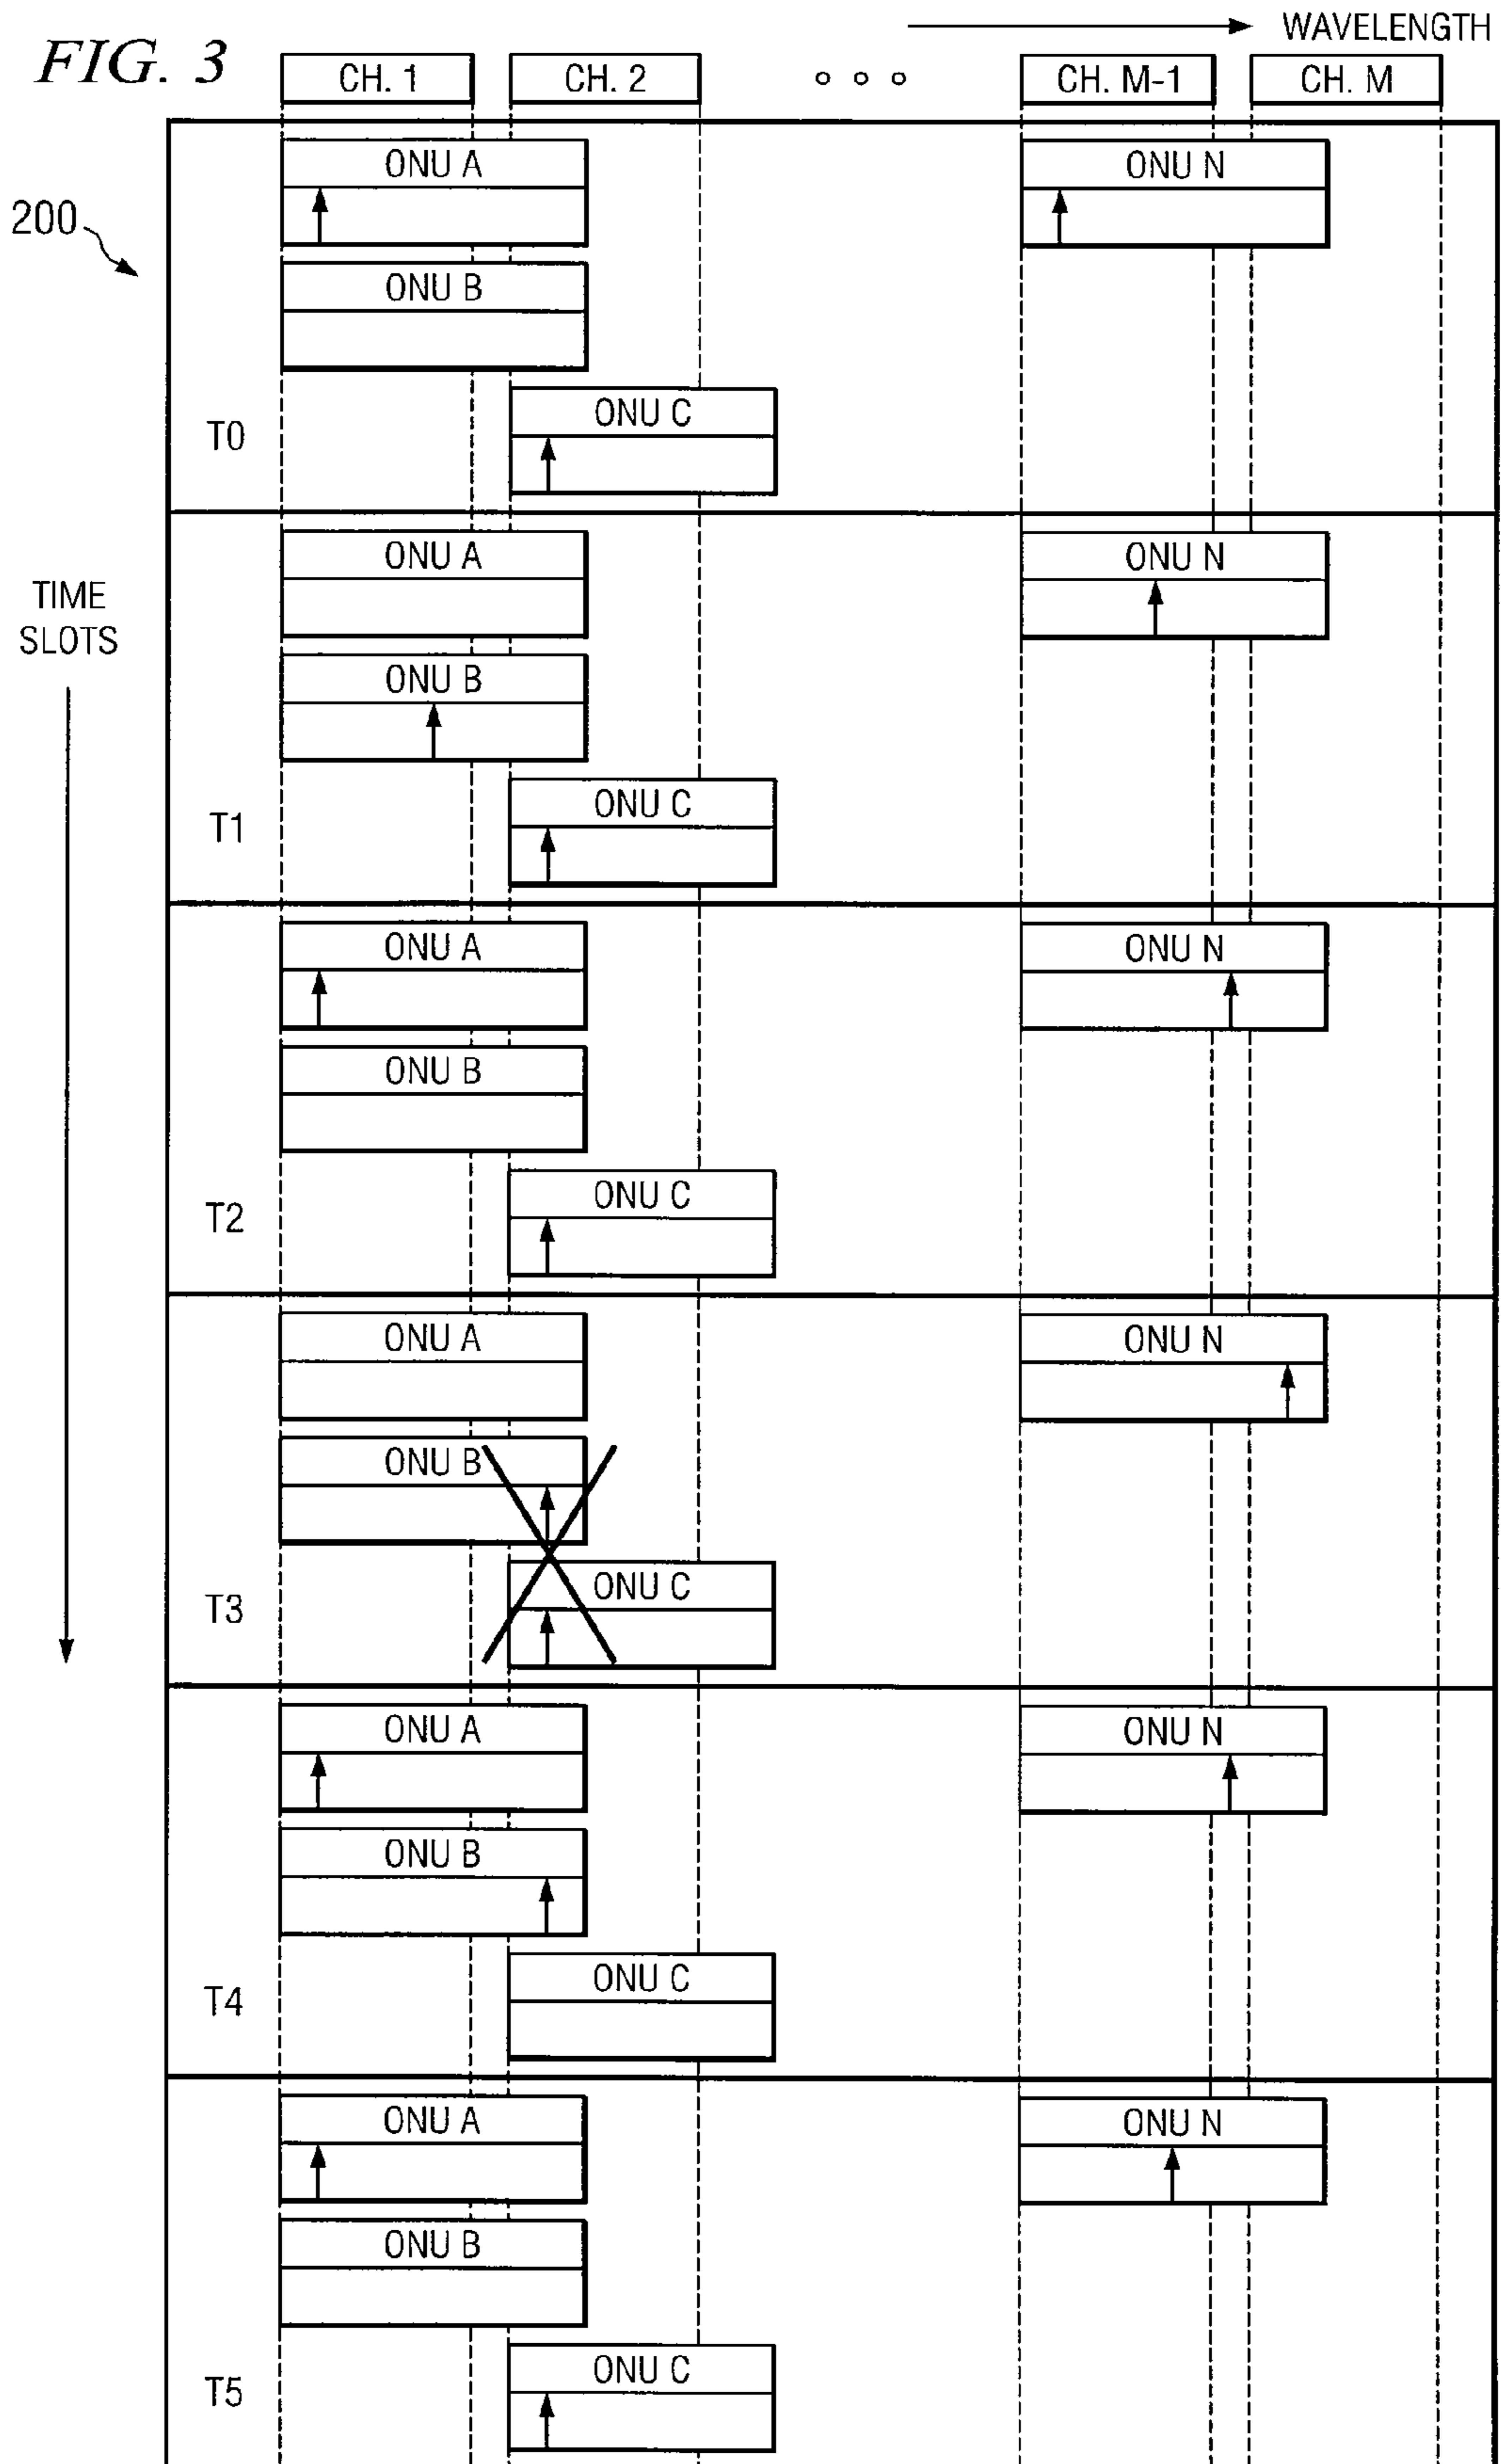 FIG. 3
WAVELENGTH
CH. 1
CH. 2
CH. M-1
CH. M
200
TIME
SLOTS
ONU A
ONU N
ONU B
ONU C
T0
ONU A
ONU N
ONU B
ONU C
T1
ONU A
ONU N
ONU B
ONU C
T2
ONU A
ONU N
ONU B
ONU C
T3
ONU A
ONU N
ONU B
ONU C
T4
ONU A
ONU N
ONU B
ONU C
T5